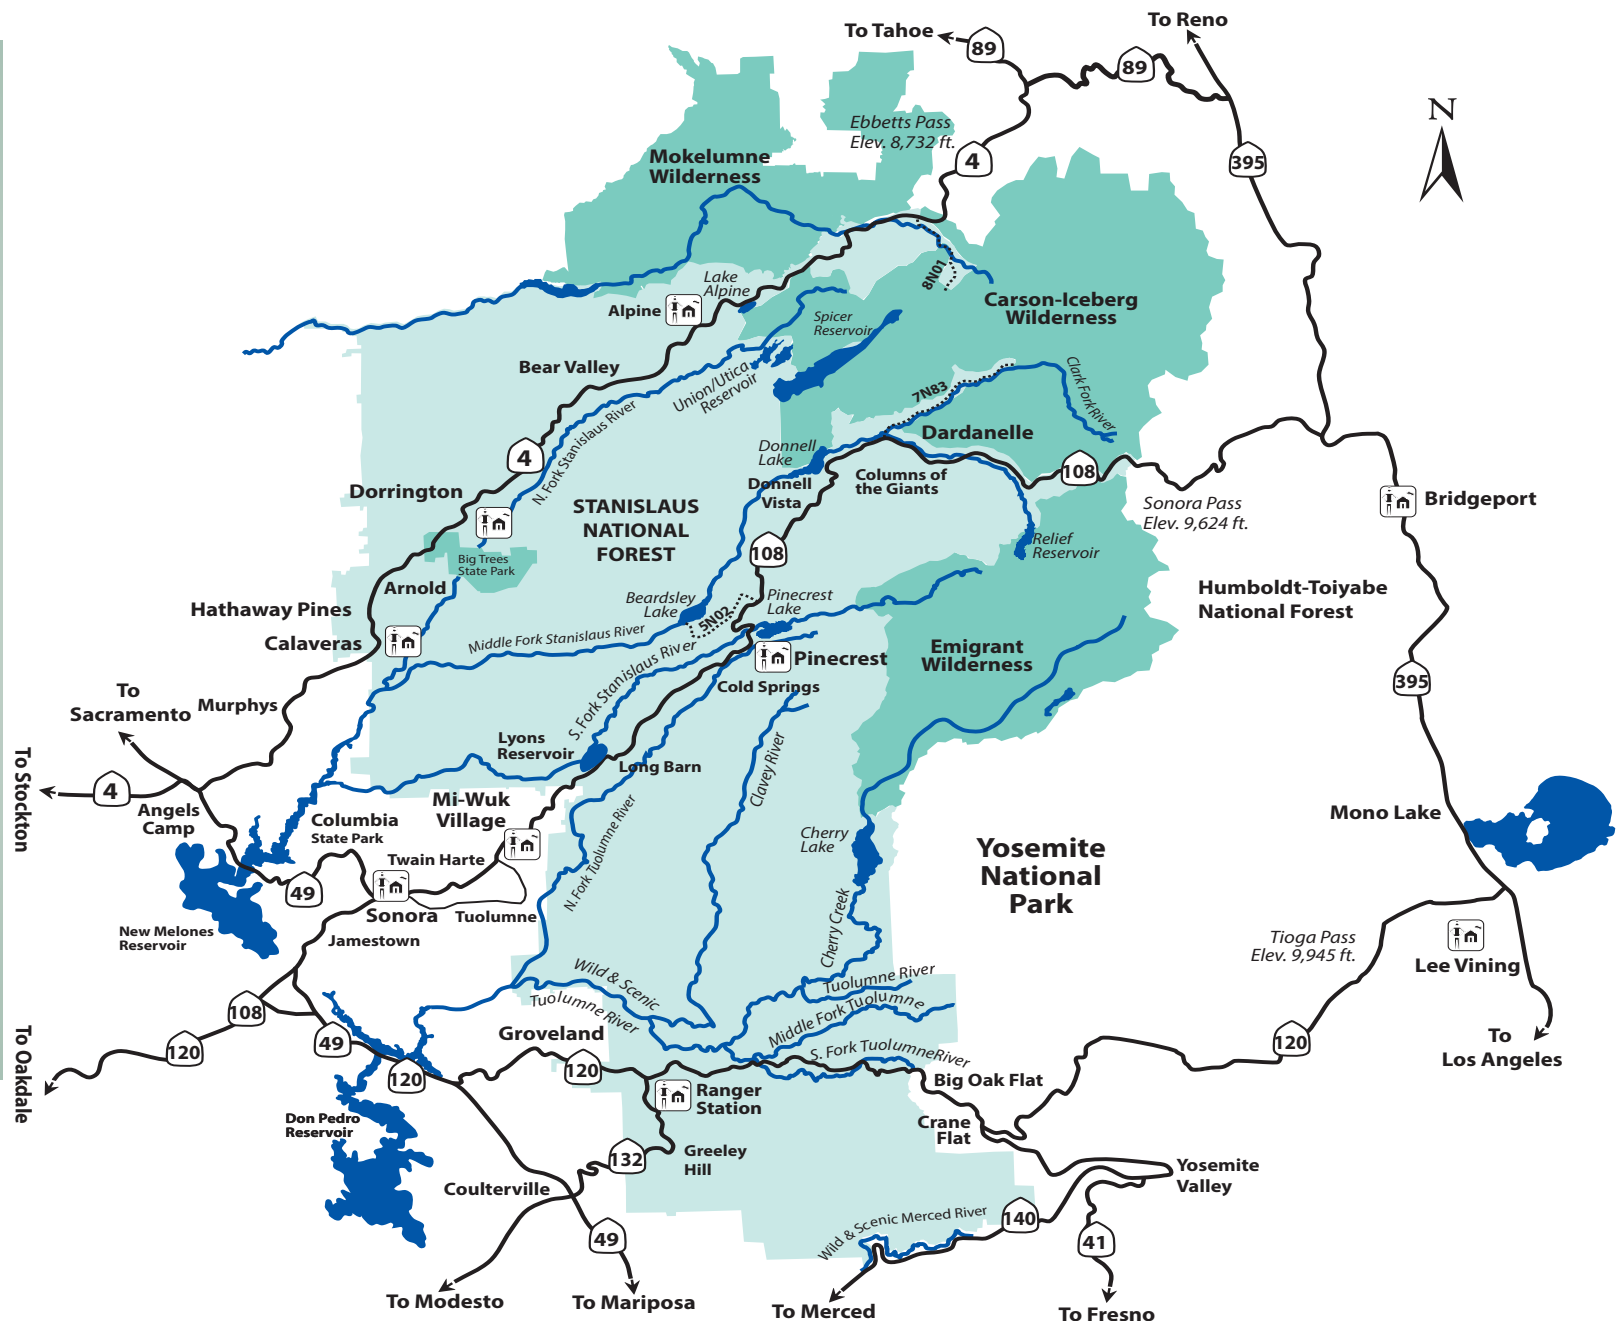 To Reno
To Tahoe
89
89
N
Ebbetts Pass
Elev. 8,732 ft.
4
395
Mokelumne
Wilderness
8N01
Lake
Alpine
Alpine
Carson-Iceberg
Wilderness
Spicer
Reservoir
Bear Valley
Union/Utica
Reservoir
7N83
Clark Fork River
N. Fork Stanislaus River
4
Dardanelle
Donnell
Lake
108
Columns of
the Giants
Donnell
Vista
Dorrington
Sonora Pass
Elev. 9,624 ft.
Bridgeport
STANISLAUS
NATIONAL
FOREST
108
Relief
Reservoir
Big Trees
State Park
Arnold
Humboldt-Toiyabe
National Forest
Hathaway Pines
Beardsley
Lake
5N02
Pinecrest
Lake
Calaveras
Middle Fork Stanislaus River
Emigrant
Wilderness
S. Fork Stanislaus River
Pinecrest
Cold Springs
395
To
Sacramento
Murphys
Lyons
Reservoir
Long Barn
Clavey River
To Stockton
4
Angels
Camp
Mi-Wuk
Village
Columbia
State Park
Mono Lake
Cherry
Lake
N. Fork Tuolumne River
Yosemite
National
Park
Twain Harte
49
Sonora
Tuolumne
Cherry Creek
New Melones
Reservoir
Jamestown
Tioga Pass
Elev. 9,945 ft.
Lee Vining
Wild & Scenic
Tuolumne River
Tuolumne River
Middle Fork Tuolumne
108
Groveland
To
Los Angeles
To Oakdale
120
49
120
120
S. Fork Tuolumne River
120
Big Oak Flat
Ranger
Station
Don Pedro
Reservoir
Crane
Flat
132
Greeley
Hill
Yosemite
Valley
Coulterville
Wild & Scenic Merced River
140
49
41
To Modesto
To Mariposa
To Merced
To Fresno